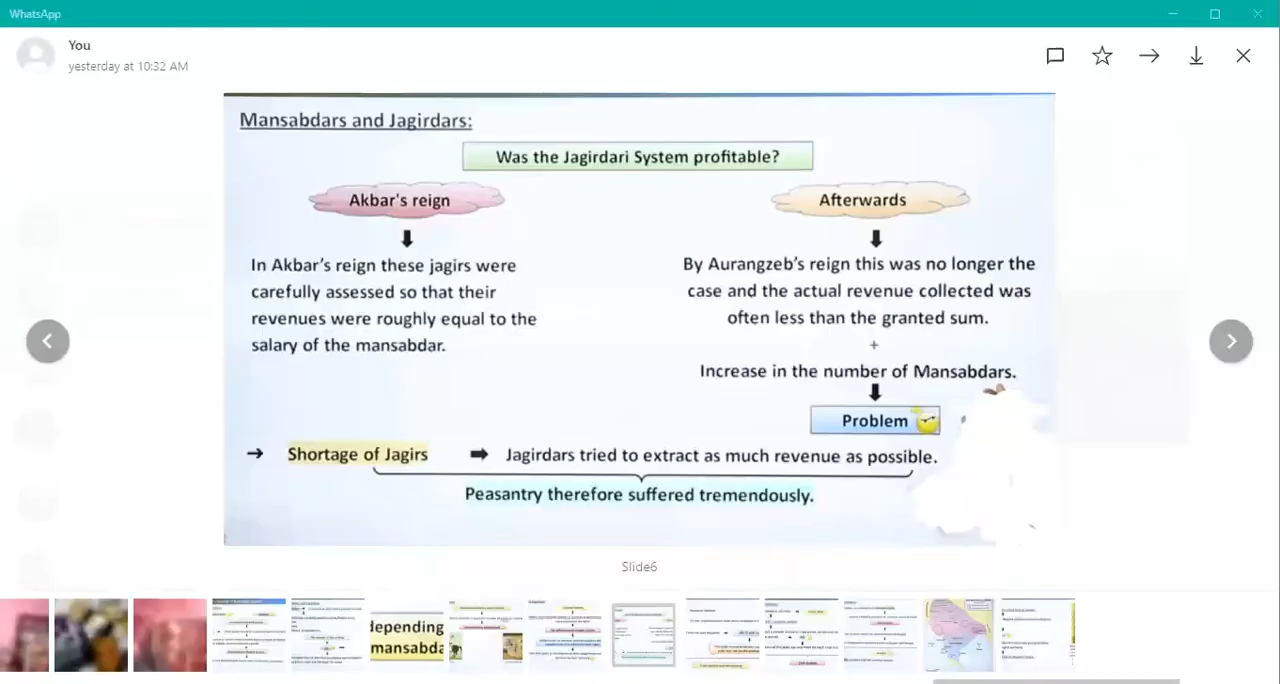 WhatsApp
You
yesterday at 10:32 AM
Mansabdars and Jagirdars:
Was the Jagirdari System profitable?
Akbar's reign
Afterwards
In Akbar's reign these jagirs were
carefully assessed so that their
revenues were roughly equal to the
salary of the mansabdar.
By Aurangzeb's reign this was no longer the
case and the actual revenue collected was
often less than the granted sum.
+
Increase in the number of Mansabdars.
Problem
→ Shortage of Jagirs ➡ Jagirdars tried to extract as much revenue as possible.
Peasantry therefore suffered tremendously.
Slide6
depending
mansabda